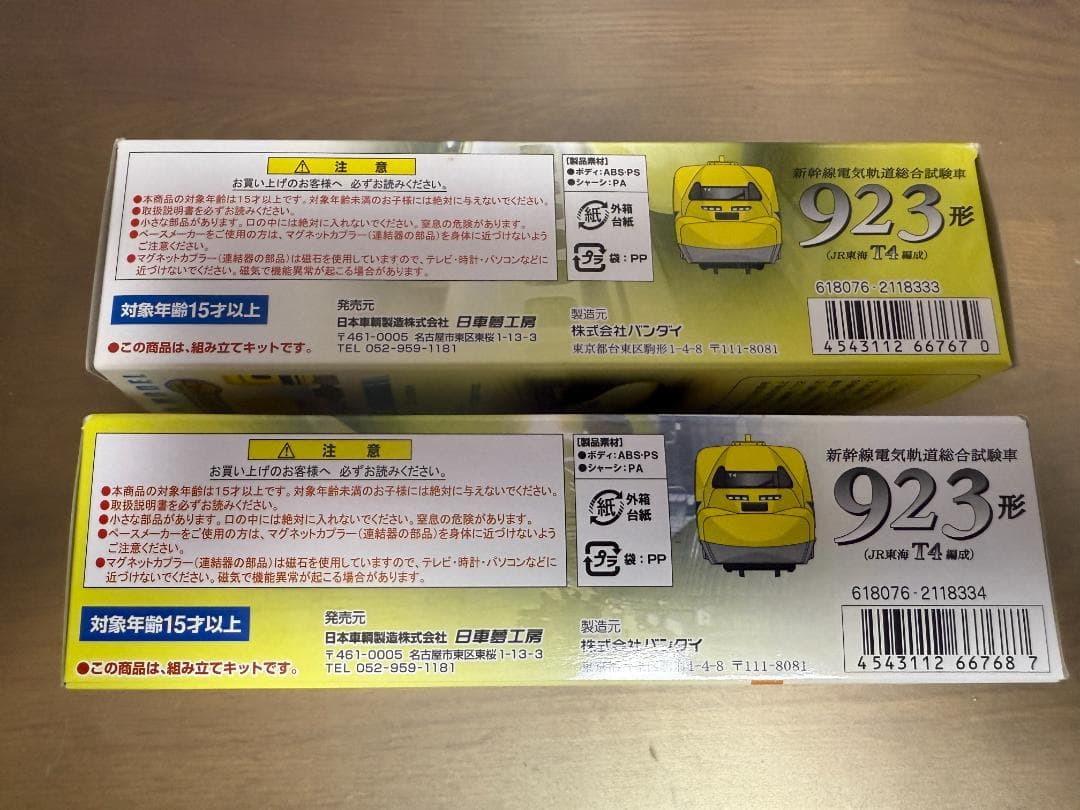 ⚠ 注意
お買い上げのお客様へ 必ずお読みください。
●本商品の対象年齢は15才以上です。対象年齢未満のお子様には絶対に与えないでください。
●取扱説明書を必ずお読みください。
●小さな部品があります。口の中には絶対に入れないでください。窒息の危険があります。
●ペースメーカーをご使用の方は、マグネットカプラー(連結器の部品)を身体に近づけないよう
ご注意ください。
●マグネットカプラー(連結器の部品)は磁石を使用していますので、テレビ・時計・パソコンなどに
近づけないでください。磁気で機能異常が起こる場合があります。
対象年齢15才以上
●この商品は、組み立てキットです。
発売元
日本車輌製造株式会社 日車夢工房
〒461-0005 名古屋市東区東桜1-13-3
TEL 052-959-1181
【製品素材】
●ボディ:ABS・PS
●シャーシ:PA
紙 外箱
台紙
プラ 袋:PP
製造元
株式会社バンダイ
東京都台東区駒形1-4-8 〒111-8081
T4
新幹線電気軌道総合試験車
923形
(JR東海 T4 編成)
618076-2118333
4543112 667670
⚠ 注意
お買い上げのお客様へ 必ずお読みください。
●本商品の対象年齢は15才以上です。対象年齢未満のお子様には絶対に与えないでください。
●取扱説明書を必ずお読みください。
●小さな部品があります。口の中には絶対に入れないでください。窒息の危険があります。
●ペースメーカーをご使用の方は、マグネットカプラー(連結器の部品)を身体に近づけないよう
ご注意ください。
●マグネットカプラー(連結器の部品)は磁石を使用していますので、テレビ・時計・パソコンなどに
近づけないでください。磁気で機能異常が起こる場合があります。
対象年齢15才以上
●この商品は、組み立てキットです。
発売元
日本車輌製造株式会社 日車夢工房
〒461-0005 名古屋市東区東桜1-13-3
TEL 052-959-1181
【製品素材】
●ボディ:ABS・PS
●シャーシ:PA
紙 外箱
台紙
プラ 袋:PP
製造元
株式会社バンダイ
東京都台東区駒形1-4-8 〒111-8081
T4
新幹線電気軌道総合試験車
923形
(JR東海 T4 編成)
618076-2118334
4543112 667687